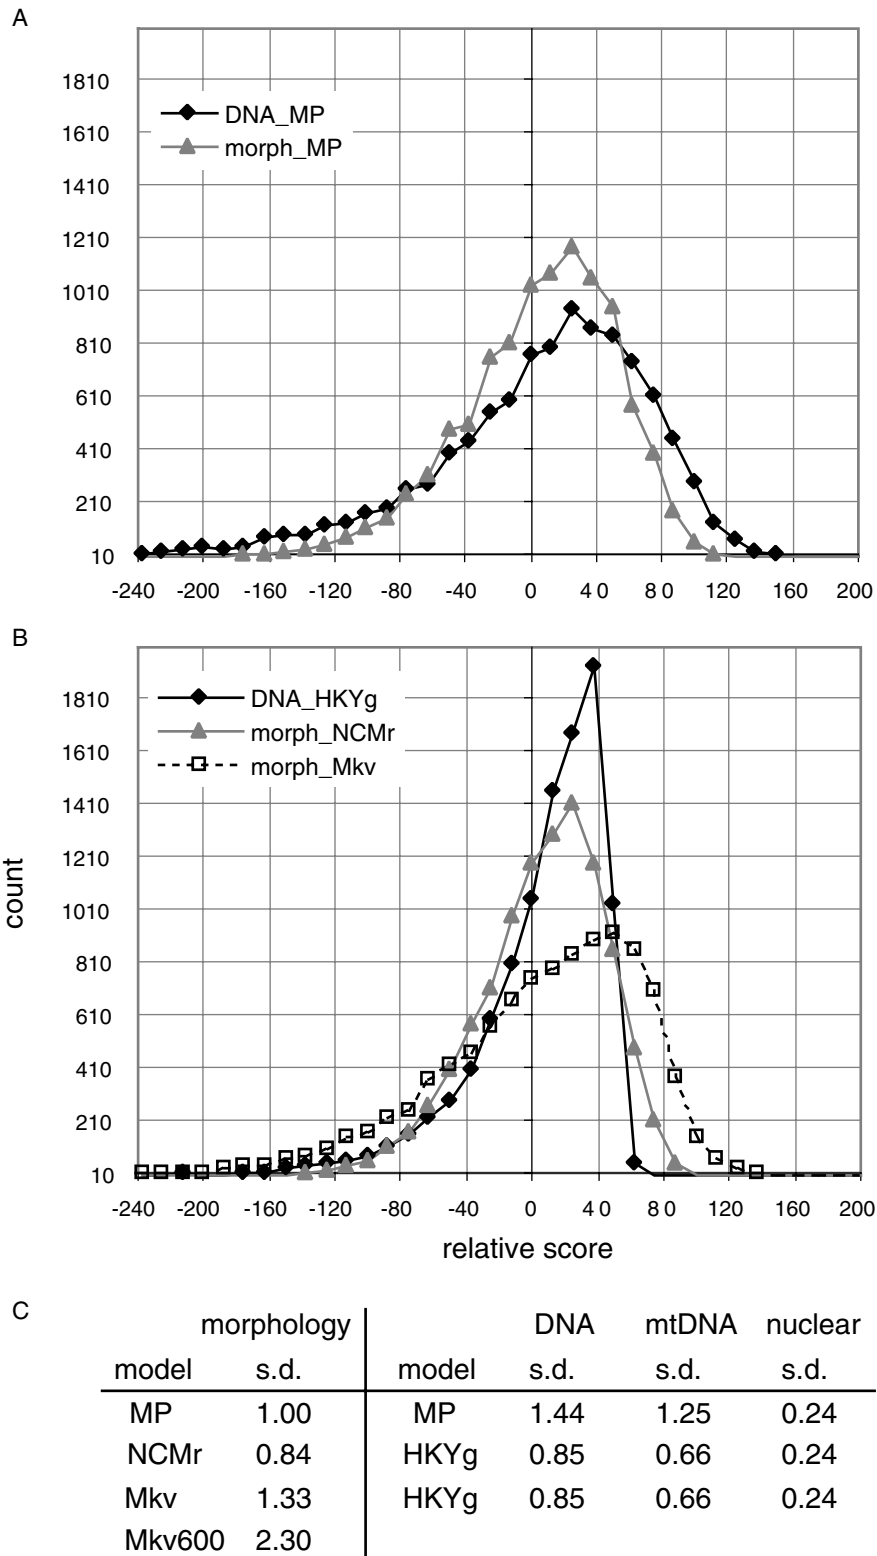 A
1810
1610
1410
1210
1010
810
610
410
210
10
DNA_MP
morph_MP
-240 -200 -160 -120 -80 -40 0 4 0 8 0 120 160 200
B
1810
1610
1410
1210
1010
810
610
410
210
10
count
DNA_HKYg
morph_NCMr
morph_Mkv
-240 -200 -160 -120 -80 -40 0 4 0 8 0 120 160 200
relative score
C
morphology DNA mtDNA nuclear
model s.d. model s.d. s.d. s.d.
MP 1.00 MP 1.44 1.25 0.24
NCMr 0.84 HKYg 0.85 0.66 0.24
Mkv 1.33 HKYg 0.85 0.66 0.24
Mkv600 2.30